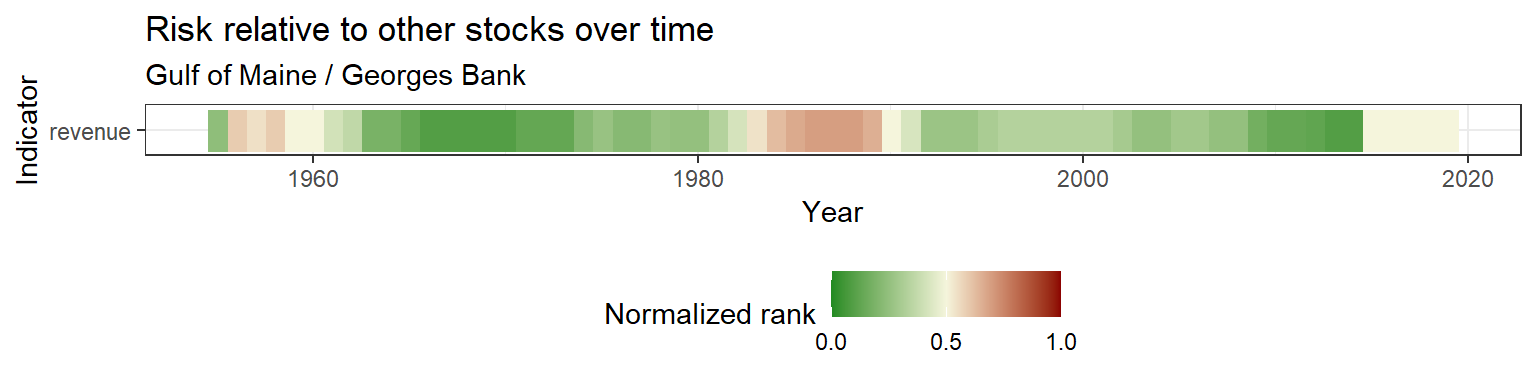 Risk relative to other stocks over time
Gulf of Maine / Georges Bank
Indicator
revenue
1960 1980 2000 2020
Year
Normalized rank
0.0 0.5 1.0